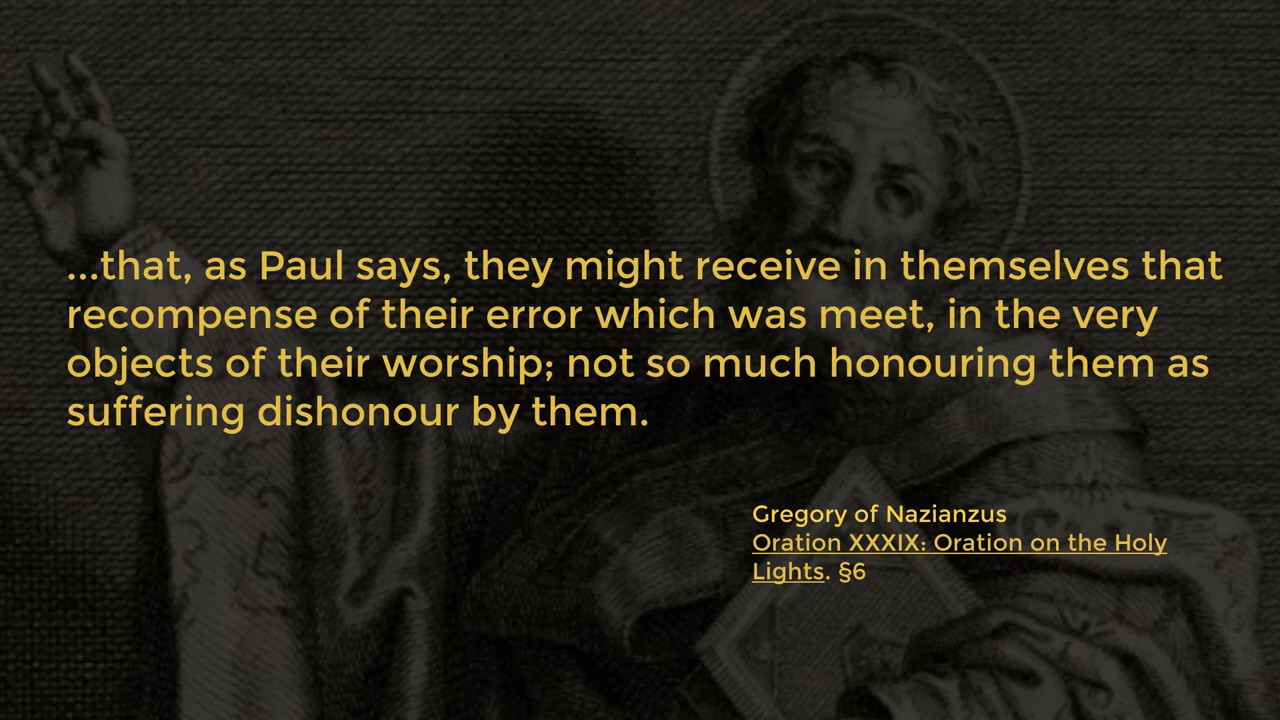 ...that, as Paul says, they might receive in themselves that
recompense of their error which was meet, in the very
objects of their worship; not so much honouring them as
suffering dishonour by them.
Gregory of Nazianzus
Oration XXXIX: Oration on the Holy
Lights. §6